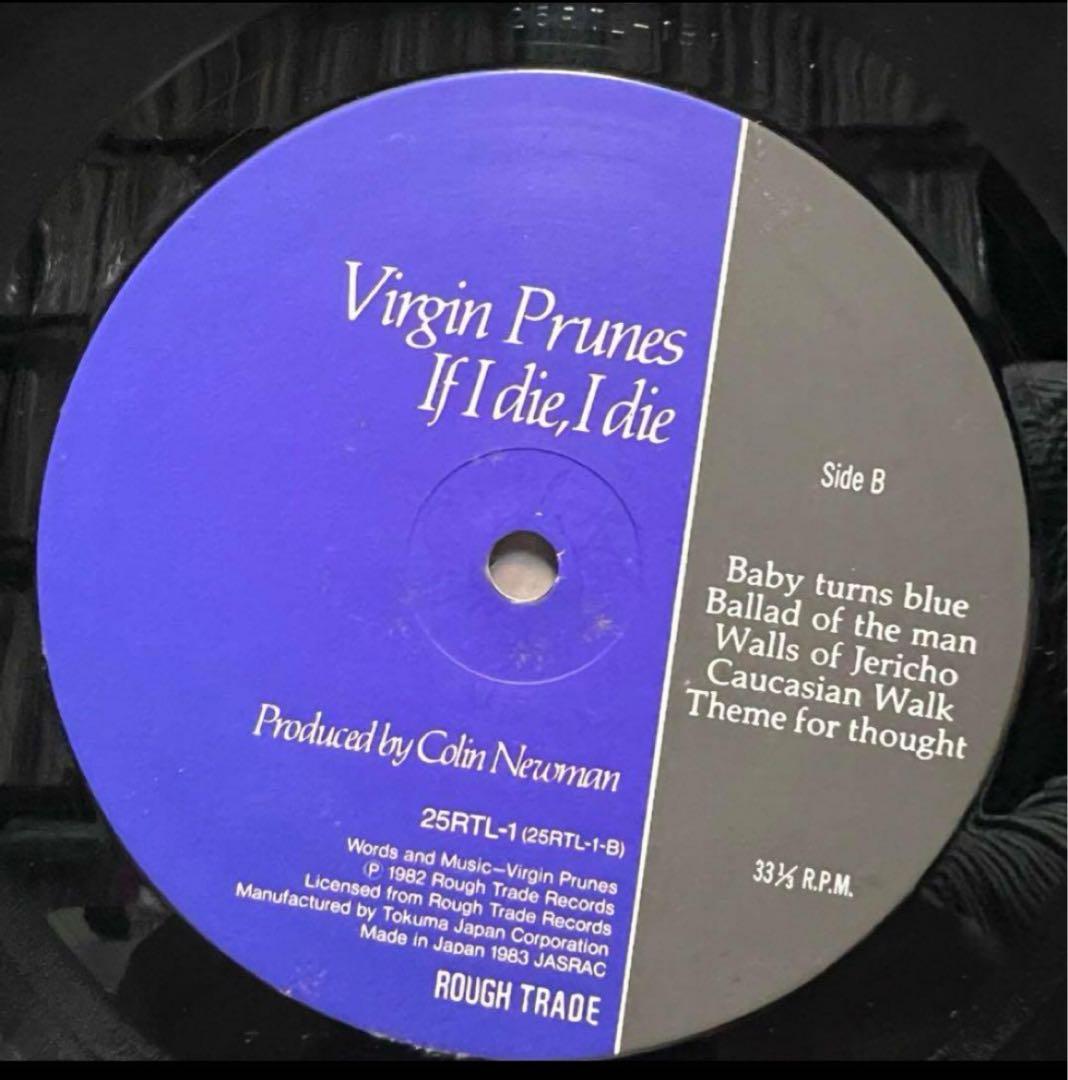 25RT -1
Virgin Prunes
If I die, I die
Side B
Baby turns blue
Ballad of the man
Walls of Jericho
Caucasian Walk
Theme for thought
Produced by Colin Newman
25RTL-1 (25RTL-1-B)
Words and Music–Virgin Prunes
Ⓟ 1982 Rough Trade Records
Licensed from Rough Trade Records
Manufactured by Tokuma Japan Corporation
Made in Japan 1983 JASRAC
ROUGH TRADE
33⅓ R.P.M.